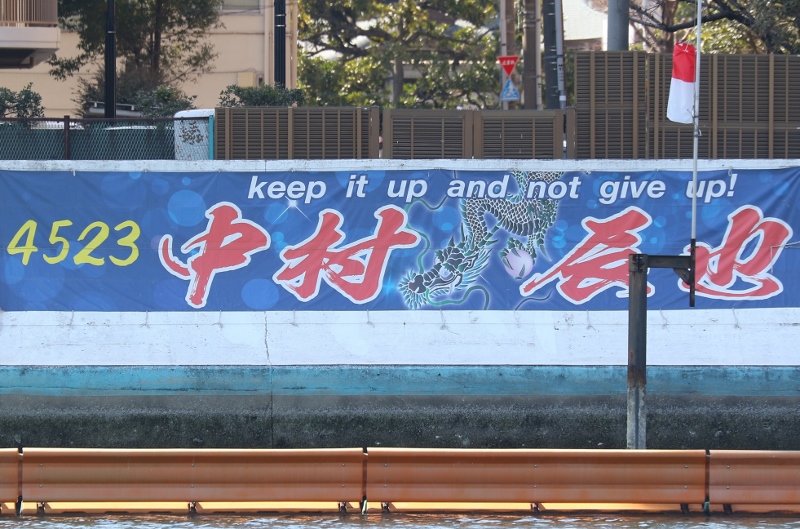 keep it up and not give up!
4523 中村 辰也